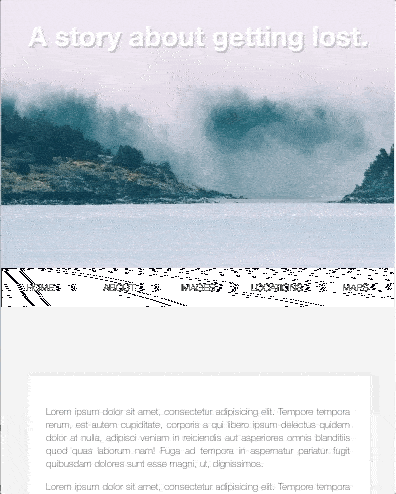 A story about getting lost.
HOME ABOUT IMAGES LOCATIONS MAPS
Lorem ipsum dolor sit amet, consectetur adipisicing elit. Tempore tempora
rerum, est autem cupiditate, corporis a qui libero ipsum delectus quidem
dolor at nulla, adipisci veniam in reiciendis aut asperiores omnis blanditiis
quod quas laborum nam! Fuga ad tempora in aspernatur pariatur fugit
quibusdam dolores sunt esse magni, ut, dignissimos.
Lorem ipsum dolor sit amet, consectetur adipisicing elit. Tempore tempora